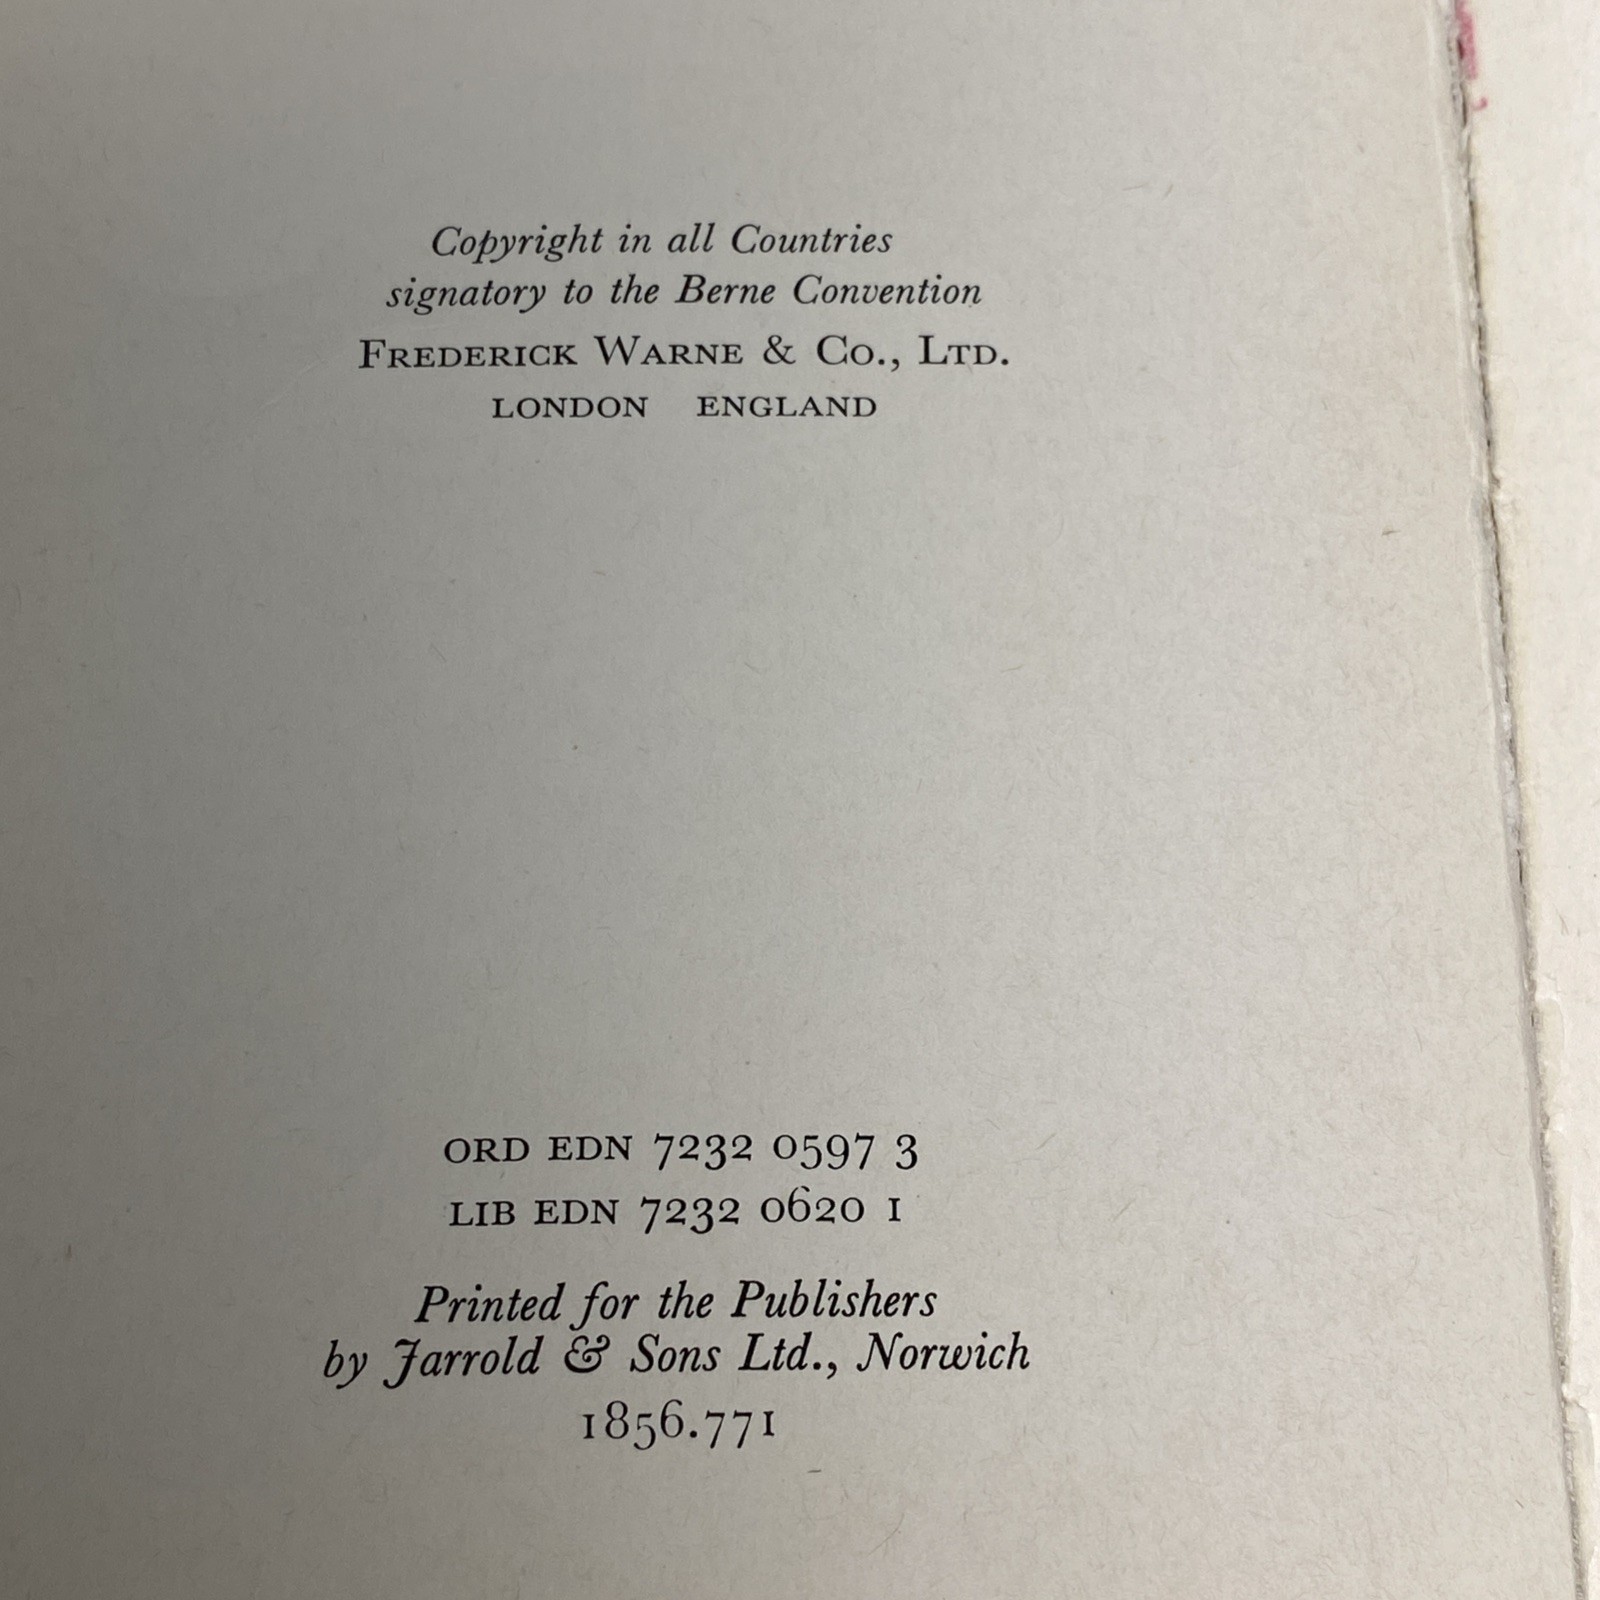 Copyright in all Countries
signatory to the Berne Convention
FREDERICK WARNE & CO., LTD.
LONDON ENGLAND
ORD EDN 7232 0597 3
LIB EDN 7232 0620 1
Printed for the Publishers
by Jarrold & Sons Ltd., Norwich
1856.771